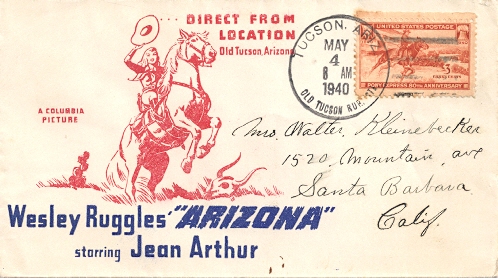 ... DIRECT FROM
LOCATION
Old Tucson, Arizona
A COLUMBIA
PICTURE
TUCSON, ARIZ.
MAY
4
8 AM
1940
OLD TUCSON
UNITED STATES POSTAGE
3
PONY EXPRESS 80th ANNIVERSARY
Mrs. Walter Kleinebecker
1520 Mountain, ave
Santa Barbara
Calif.
Wesley Ruggles' "ARIZONA"
starring Jean Arthur